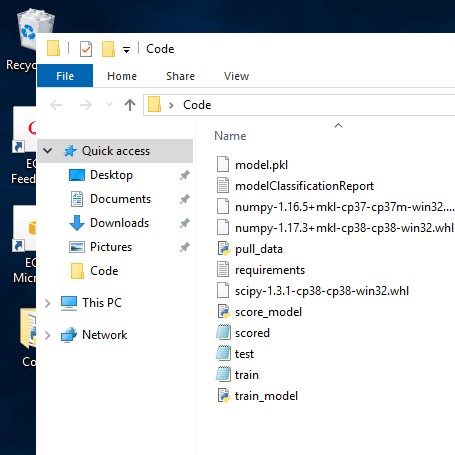 Recyc
Code
File Home Share View
Code
Name
Quick access
Desktop
Documents
Downloads
Pictures
Code
This PC
Network
model.pkl
modelClassificationReport
numpy-1.16.5+mkl-cp37-cp37m-win32....
numpy-1.17.3+mkl-cp38-cp38-win32.whl
pull_data
requirements
scipy-1.3.1-cp38-cp38-win32.whl
score_model
scored
test
train
train_model
EC
Feed
EC
Micr
Co